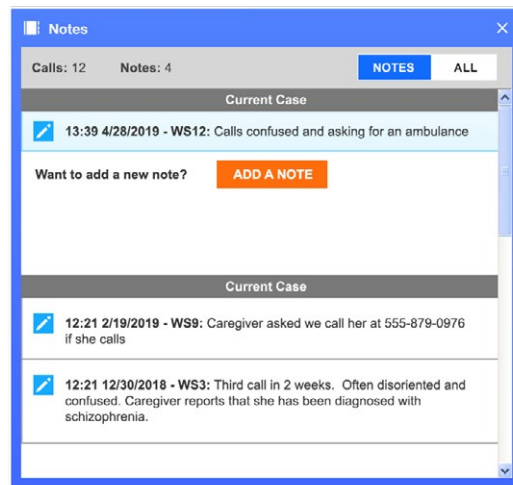 Notes
Calls: 12 Notes: 4 NOTES ALL
Current Case
13:39 4/28/2019 - WS12: Calls confused and asking for an ambulance
Want to add a new note? ADD A NOTE
Current Case
12:21 2/19/2019 - WS9: Caregiver asked we call her at 555-879-0976
if she calls
12:21 12/30/2018 - WS3: Third call in 2 weeks. Often disoriented and
confused. Caregiver reports that she has been diagnosed with
schizophrenia.